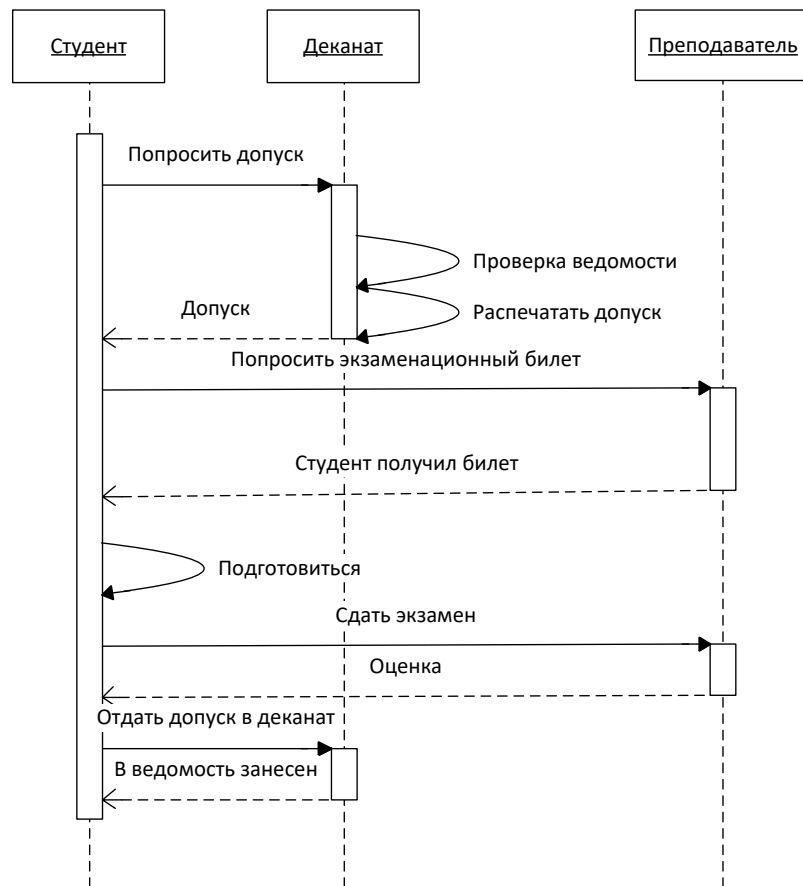 Студент
Деканат
Преподаватель
Попросить допуск
Проверка ведомости
Допуск
Распечатать допуск
Попросить экзаменационный билет
Студент получил билет
Подготовиться
Сдать экзамен
Оценка
Отдать допуск в деканат
В ведомость занесен